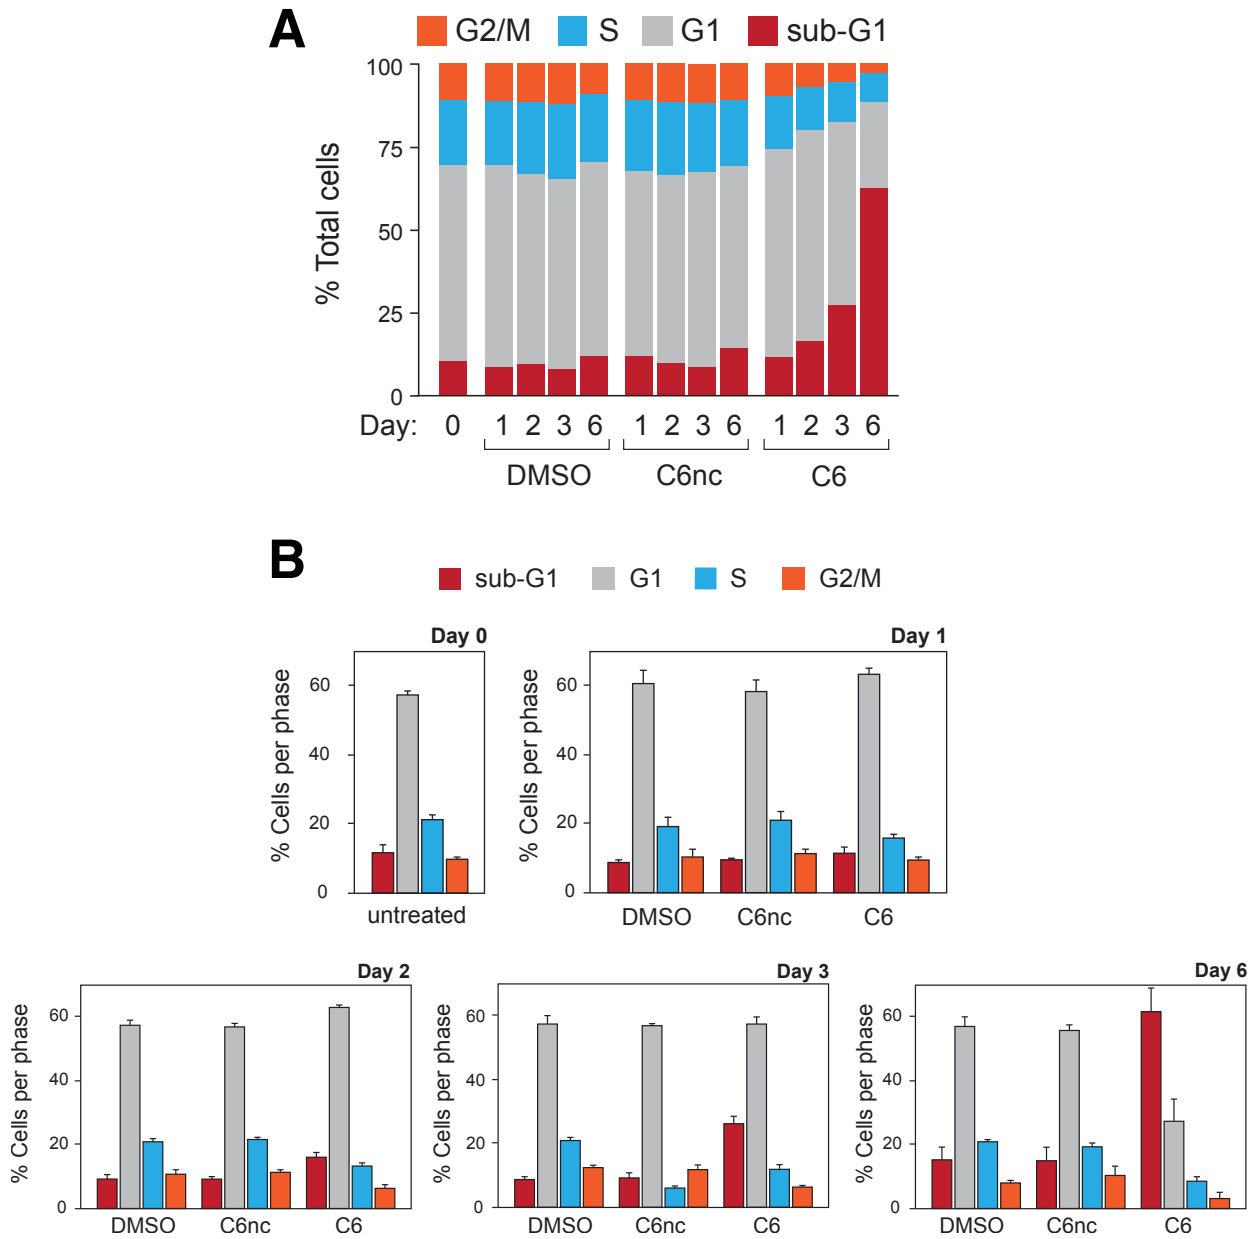 A
G2/M S G1 sub-G1
100
75
50
25
0
% Total cells
Day: 0 1 2 3 6 1 2 3 6 1 2 3 6
DMSO C6nc C6
B
sub-G1 G1 S G2/M
Day 0
60
40
20
0
% Cells per phase
untreated
Day 1
60
40
20
0
% Cells per phase
DMSO C6nc C6
Day 2
60
40
20
0
% Cells per phase
DMSO C6nc C6
Day 3
60
40
20
0
% Cells per phase
DMSO C6nc C6
Day 6
60
40
20
0
% Cells per phase
DMSO C6nc C6